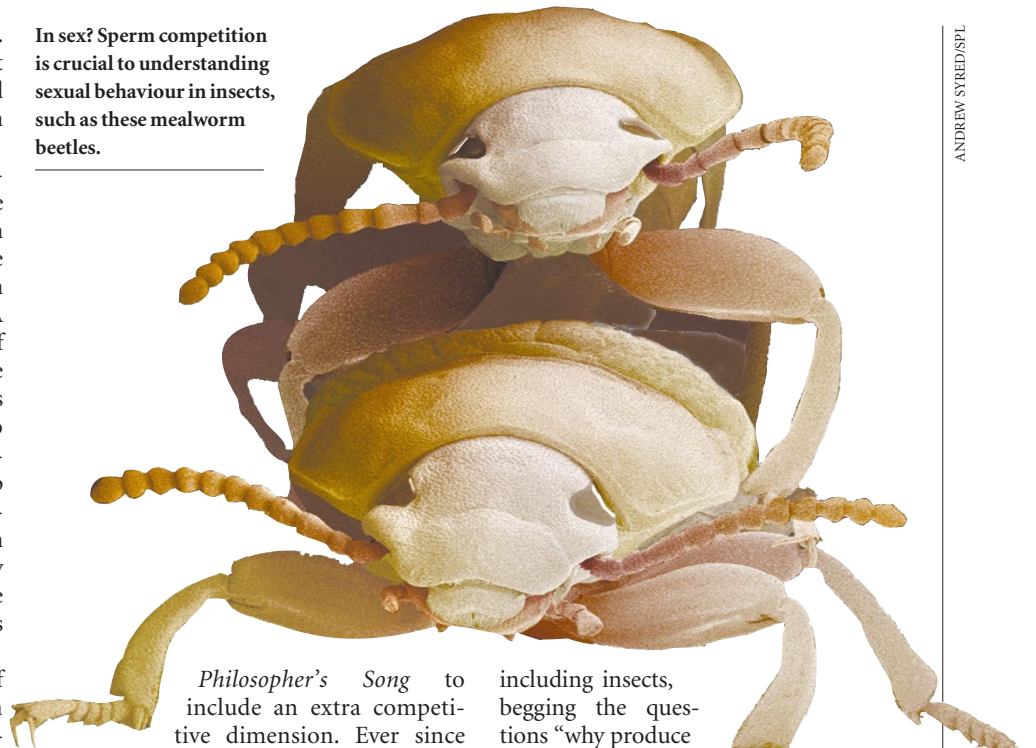 In sex? Sperm competition
is crucial to understanding
sexual behaviour in insects,
such as these mealworm
beetles.
ANDREW SYRED/SPL
Philosopher's Song to
include an extra competi-
tive dimension. Ever since
including insects,
begging the ques-
tions “why produce